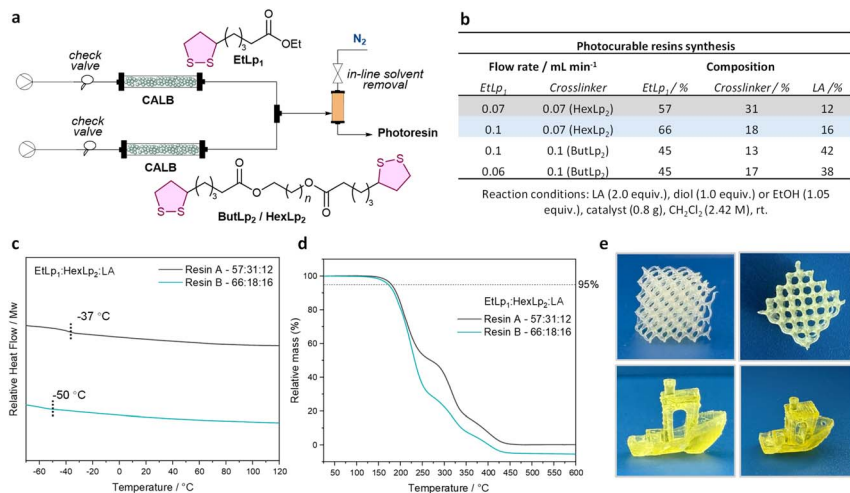 a
check
valve
CALB
S-S
3
O
OEt
EtLp₁
N₂
in-line solvent
removal
Photoresin
check
valve
CALB
S-S
3
O
O
n
O
O
3
S
S
ButLp₂ / HexLp₂
b
Photocurable resins synthesis
Flow rate / mL min⁻¹ Composition
EtLp₁ Crosslinker EtLp₁ / % Crosslinker / % LA / %
0.07 0.07 (HexLp₂) 57 31 12
0.1 0.07 (HexLp₂) 66 18 16
0.1 0.1 (ButLp₂) 45 13 42
0.06 0.1 (ButLp₂) 45 17 38
Reaction conditions: LA (2.0 equiv.), diol (1.0 equiv.) or EtOH (1.05
equiv.), catalyst (0.8 g), CH₂Cl₂ (2.42 M), rt.
c
EtLp₁:HexLp₂:LA
Resin A - 57:31:12
Resin B - 66:18:16
-37 °C
-50 °C
Relative Heat Flow / Mw
-60 -40 -20 0 20 40 60 80 100 120
Temperature / °C
d
95%
EtLp₁:HexLp₂:LA
Resin A - 57:31:12
Resin B - 66:18:16
Relative mass (%)
100
80
60
40
20
0
50 100 150 200 250 300 350 400 450 500 550 600
Temperature / °C
e